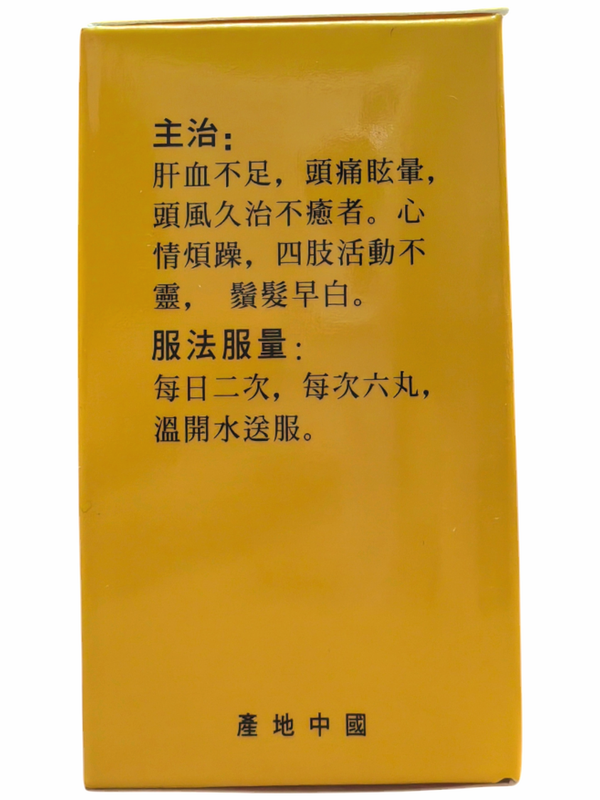 主治:
肝血不足，頭痛眩暈，
頭風久治不癒者。心
情煩躁，四肢活動不
靈， 鬚髮早白。
服法服量:
每日二次，每次六丸，
溫開水送服。
產地中國